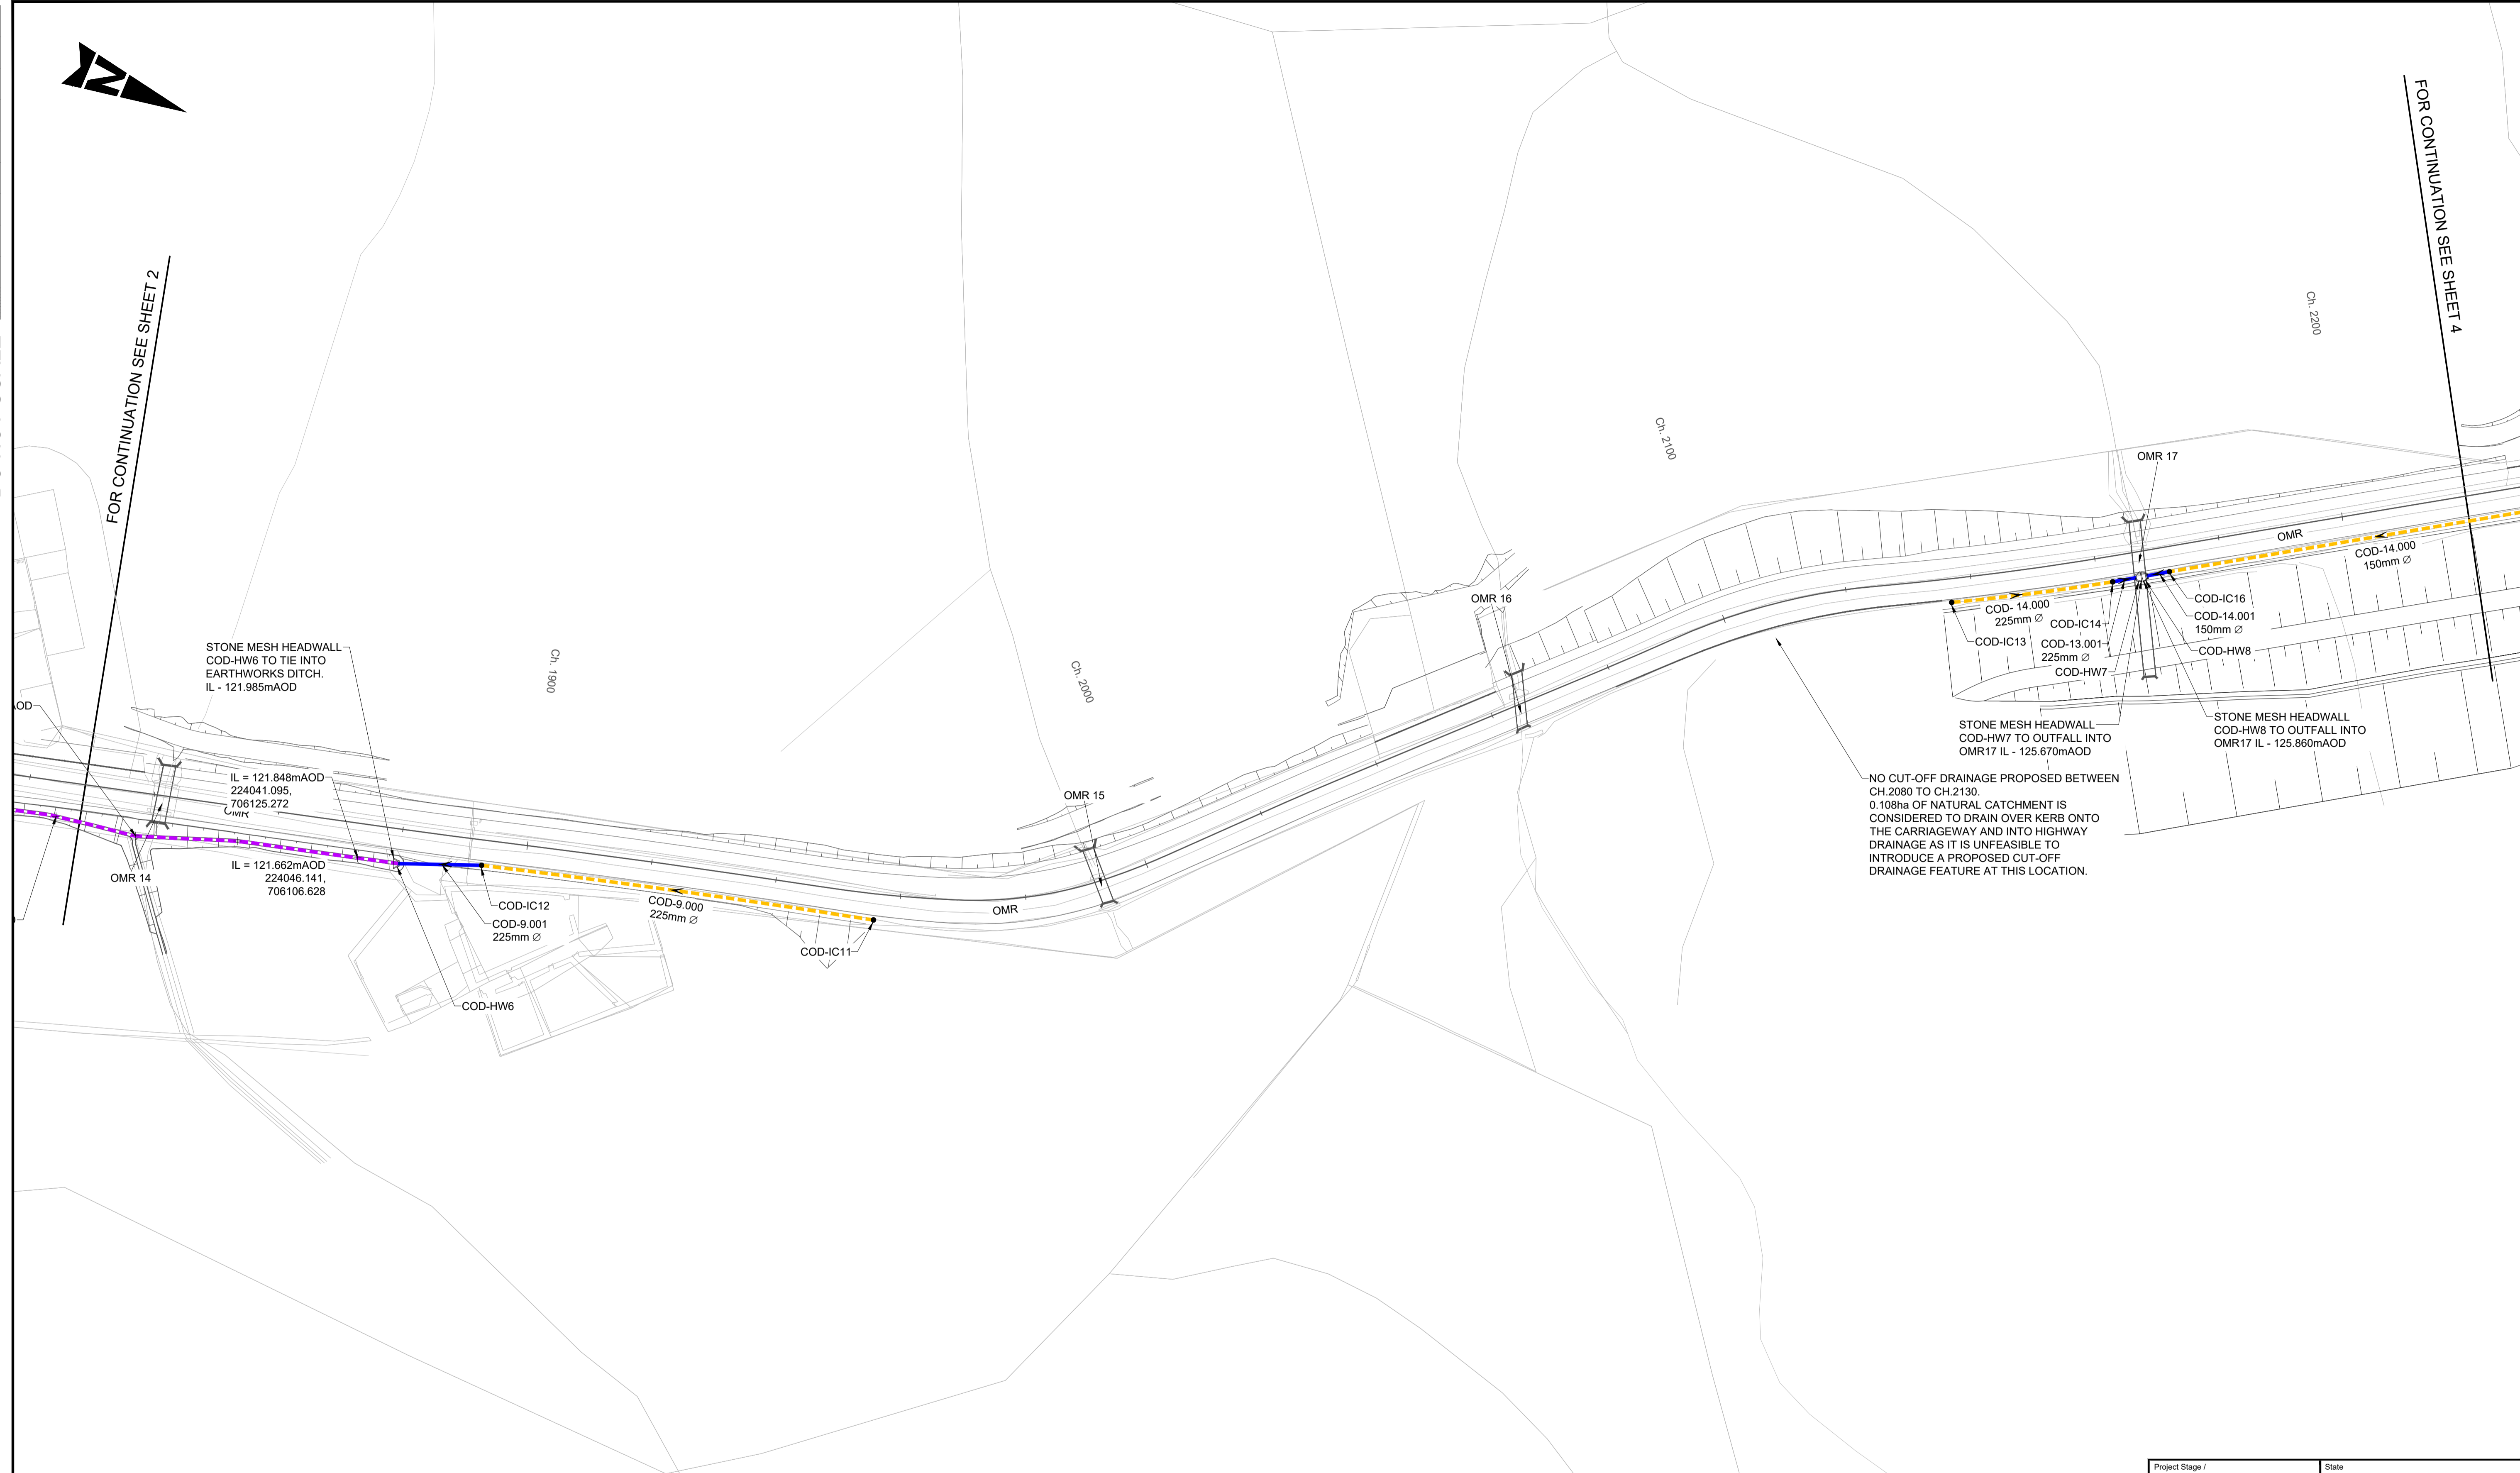 N
FOR CONTINUATION SEE SHEET 2
FOR CONTINUATION SEE SHEET 4
Ch. 2200
Ch. 2100
OMR 17
OMR
COD-14.000
150mm Ø
OMR 16
COD-IC16
COD-14.001
150mm Ø
COD- 14.000
225mm Ø
COD-IC14
COD-IC13
COD-13.001
225mm Ø
COD-HW8
COD-HW7
STONE MESH HEADWALL
COD-HW6 TO TIE INTO
EARTHWORKS DITCH.
IL - 121.985mAOD
Ch. 1900
Ch. 2000
AOD
STONE MESH HEADWALL
COD-HW7 TO OUTFALL INTO
OMR17 IL - 125.670mAOD
STONE MESH HEADWALL
COD-HW8 TO OUTFALL INTO
OMR17 IL - 125.860mAOD
IL = 121.848mAOD
224041.095,
706125.272
OMR
OMR 15
NO CUT-OFF DRAINAGE PROPOSED BETWEEN
CH.2080 TO CH.2130.
0.108ha OF NATURAL CATCHMENT IS
CONSIDERED TO DRAIN OVER KERB ONTO
THE CARRIAGEWAY AND INTO HIGHWAY
DRAINAGE AS IT IS UNFEASIBLE TO
INTRODUCE A PROPOSED CUT-OFF
DRAINAGE FEATURE AT THIS LOCATION.
IL = 121.662mAOD
224046.141,
706106.628
OMR 14
COD-IC12
COD-9.001
225mm Ø
COD-9.000
225mm Ø
OMR
COD-IC11
COD-HW6
Project Stage /
State